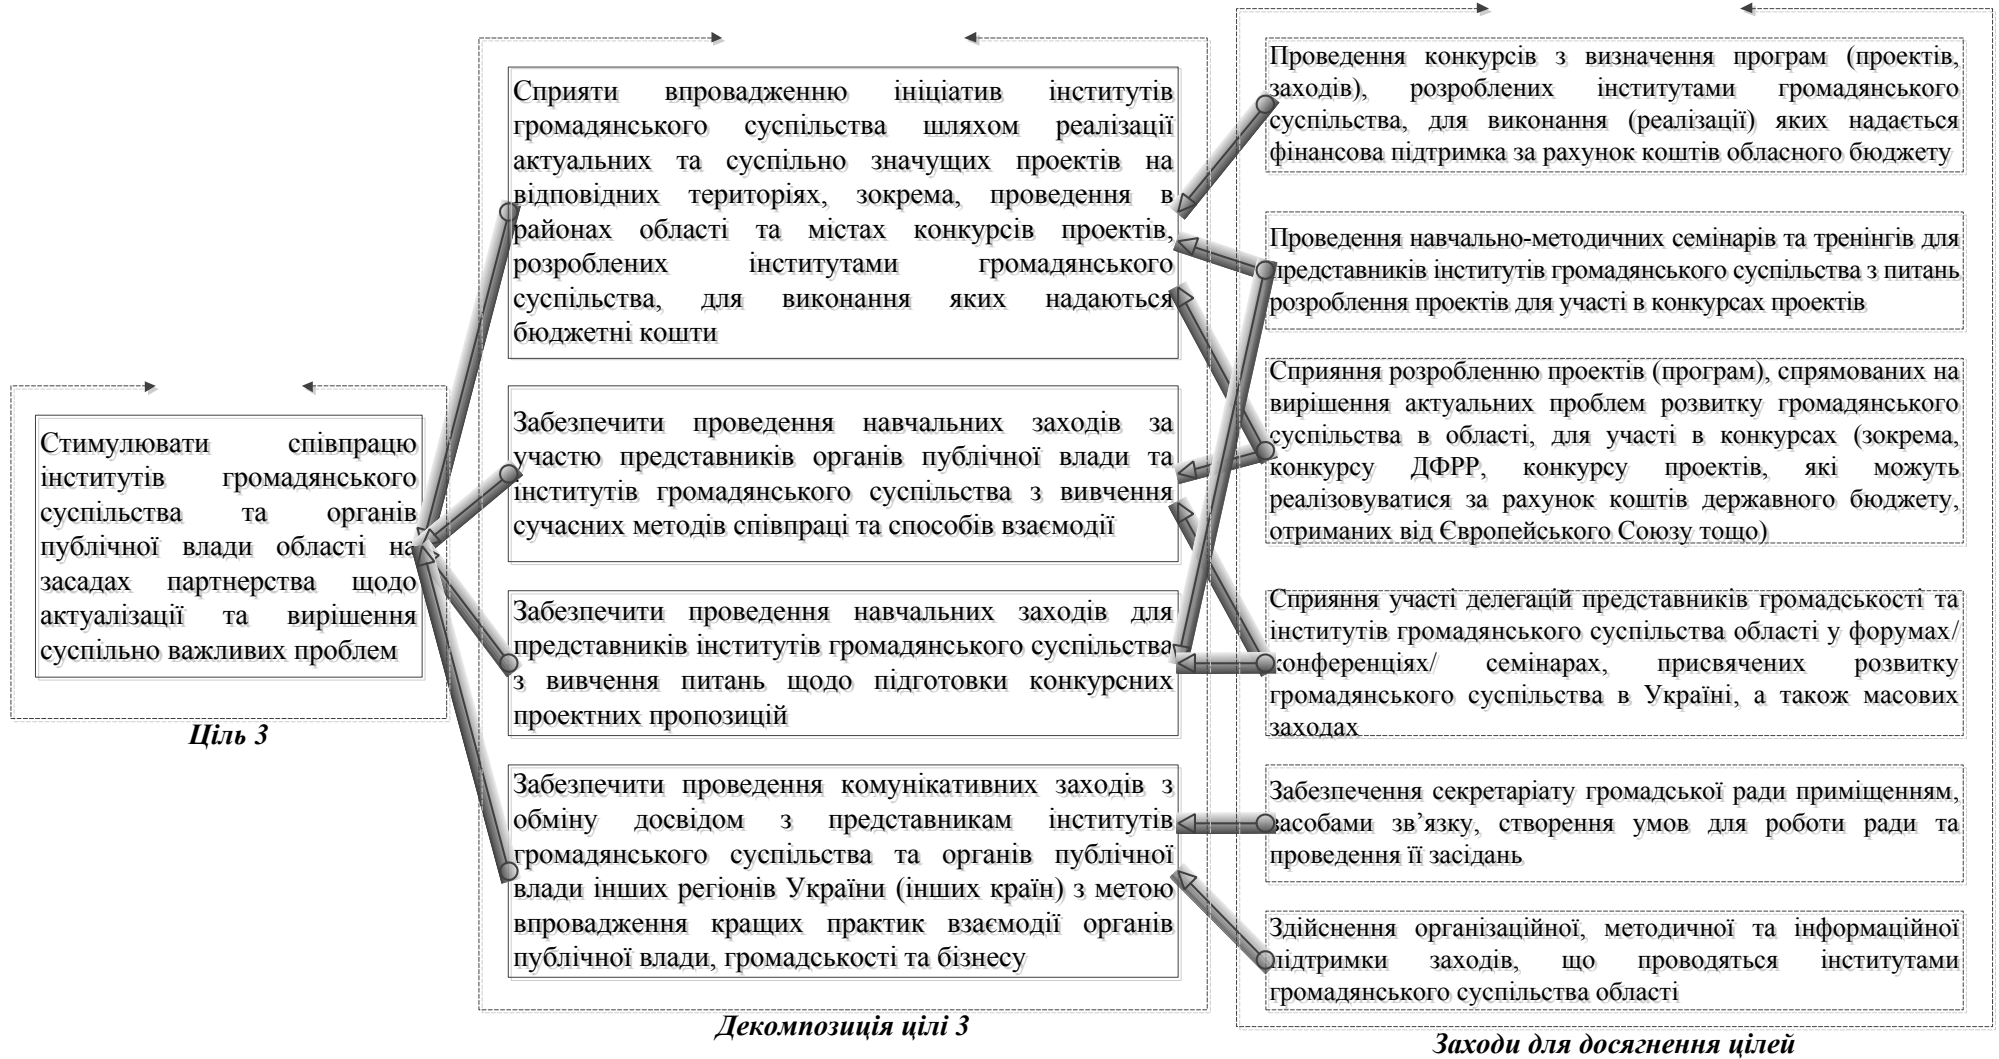 Стимулювати співпрацю
інститутів громадянського
суспільства та органів
публічної влади області на
засадах партнерства щодо
актуалізації та вирішення
суспільно важливих проблем
Ціль 3
Сприяти впровадженню ініціатив інститутів
громадянського суспільства шляхом реалізації
актуальних та суспільно значущих проектів на
відповідних територіях, зокрема, проведення в
районах області та містах конкурсів проектів,
розроблених інститутами громадянського
суспільства, для виконання яких надаються
бюджетні кошти
Забезпечити проведення навчальних заходів за
участю представників органів публічної влади та
інститутів громадянського суспільства з вивчення
сучасних методів співпраці та способів взаємодії
Забезпечити проведення навчальних заходів для
представників інститутів громадянського суспільства
з вивчення питань щодо підготовки конкурсних
проектних пропозицій
Забезпечити проведення комунікативних заходів з
обміну досвідом з представникам інститутів
громадянського суспільства та органів публічної
влади інших регіонів України (інших країн) з метою
впровадження кращих практик взаємодії органів
публічної влади, громадськості та бізнесу
Декомпозиція цілі 3
Проведення конкурсів з визначення програм (проектів,
заходів), розроблених інститутами громадянського
суспільства, для виконання (реалізації) яких надається
фінансова підтримка за рахунок коштів обласного бюджету
Проведення навчально-методичних семінарів та тренінгів для
представників інститутів громадянського суспільства з питань
розроблення проектів для участі в конкурсах проектів
Сприяння розробленню проектів (програм), спрямованих на
вирішення актуальних проблем розвитку громадянського
суспільства в області, для участі в конкурсах (зокрема,
конкурсу ДФРР, конкурсу проектів, які можуть
реалізовуватися за рахунок коштів державного бюджету,
отриманих від Європейського Союзу тощо)
Сприяння участі делегацій представників громадськості та
інститутів громадянського суспільства області у форумах/
конференціях/ семінарах, присвячених розвитку
громадянського суспільства в Україні, а також масових
заходах
Забезпечення секретаріату громадської ради приміщенням,
засобами зв’язку, створення умов для роботи ради та
проведення її засідань
Здійснення організаційної, методичної та інформаційної
підтримки заходів, що проводяться інститутами
громадянського суспільства області
Заходи для досягнення цілей